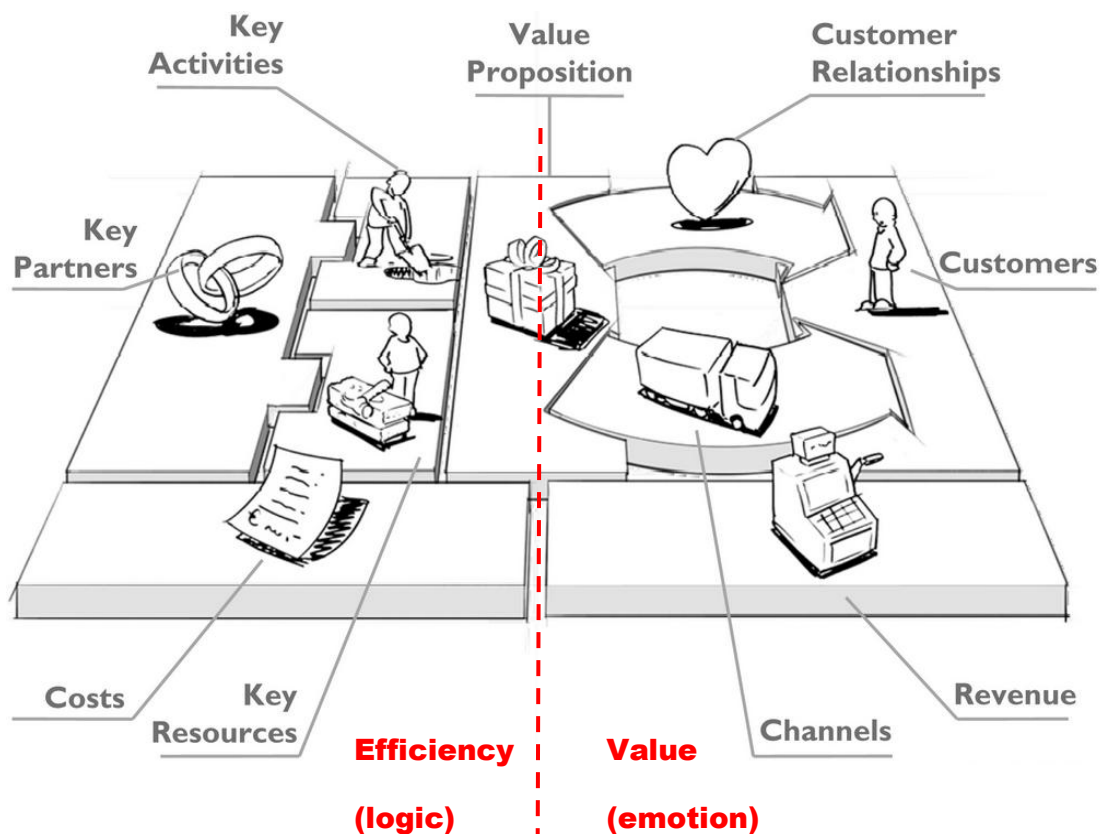 Key
Activities
Value
Proposition
Customer
Relationships
Key
Partners
Customers
Costs
Key
Resources
Channels
Revenue
Efficiency
(logic)
Value
(emotion)